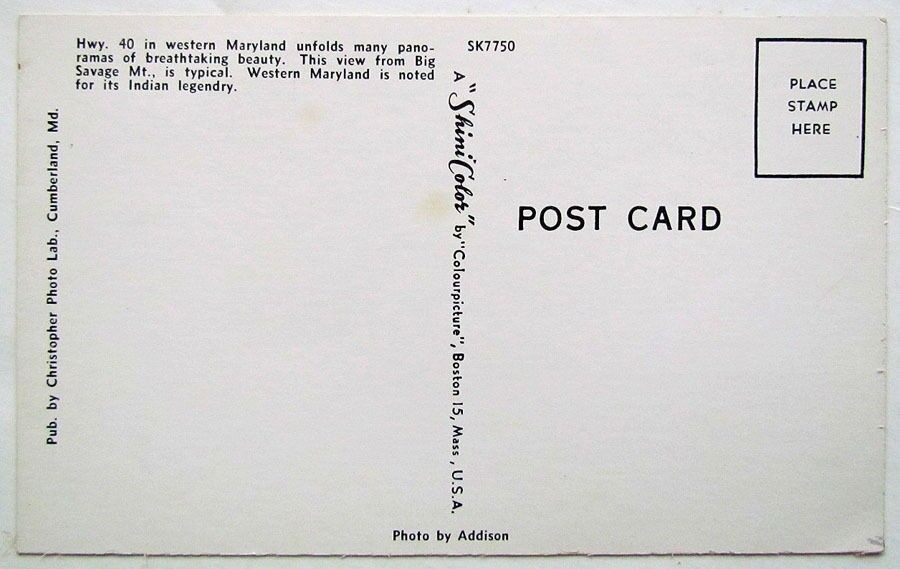 Hwy. 40 in western Maryland unfolds many pano-
ramas of breathtaking beauty. This view from Big
Savage Mt., is typical. Western Maryland is noted
for its Indian legendry.
SK7750
PLACE
STAMP
HERE
POST CARD
Pub. by Christopher Photo Lab., Cumberland, Md.
A "Shini Color" by "Colourpicture", Boston 15, Mass., U.S.A.
Photo by Addison